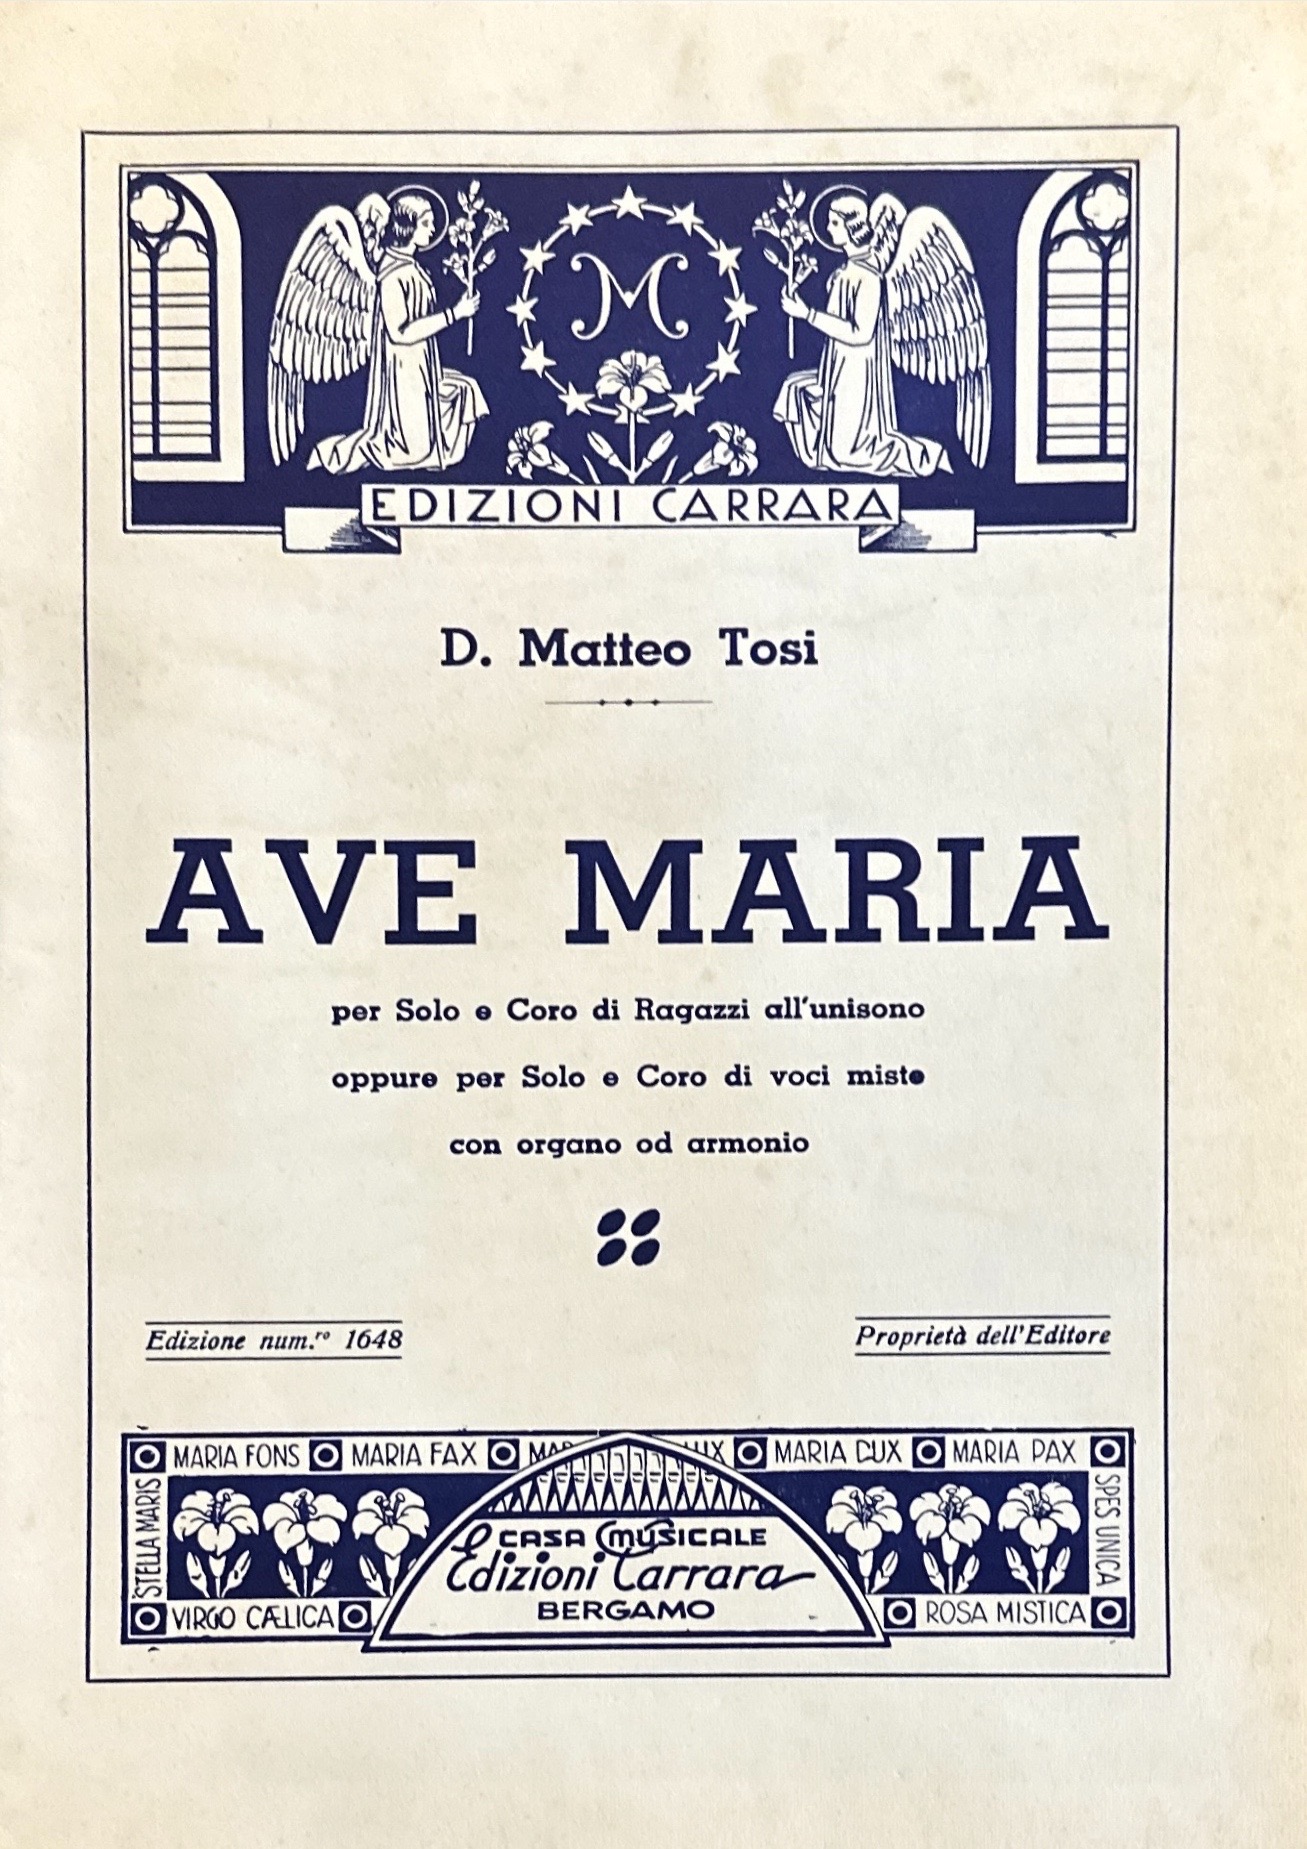 M
EDIZIONI CARRARA
D. Matteo Tosi
AVE MARIA
per Solo e Coro di Ragazzi all'unisono
oppure per Solo e Coro di voci miste
con organo od armonio
Edizione num.ro 1648
Proprietà dell'Editore
MARIA FONS MARIA FAX MARIA DUX MARIA PAX
STELLA MARIS
SPES UNICA
CASA MUSICALE
Edizioni Carrara
BERGAMO
VIRGO CÆLICA
ROSA MISTICA